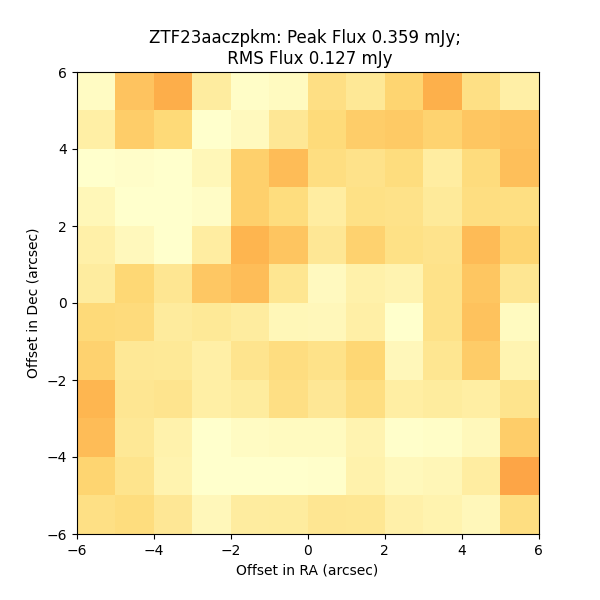 ZTF23aaczpkm: Peak Flux 0.359 mJy;
RMS Flux 0.127 mJy
6
4
2
0
−2
−4
−6
Offset in Dec (arcsec)
−6 −4 −2 0 2 4 6
Offset in RA (arcsec)